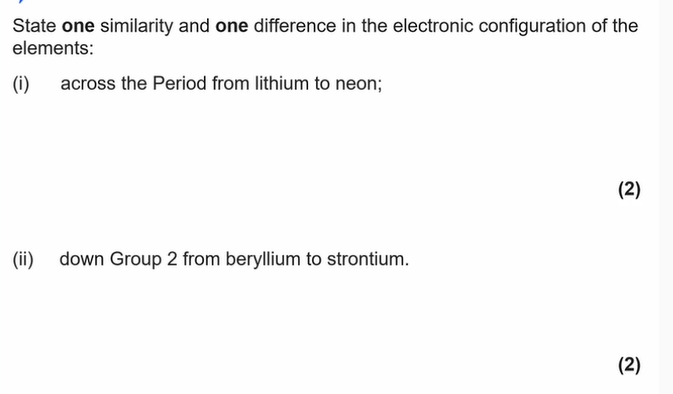 State one similarity and one difference in the electronic configuration of the
elements:
(i) across the Period from lithium to neon;
(2)
(ii) down Group 2 from beryllium to strontium.
(2)